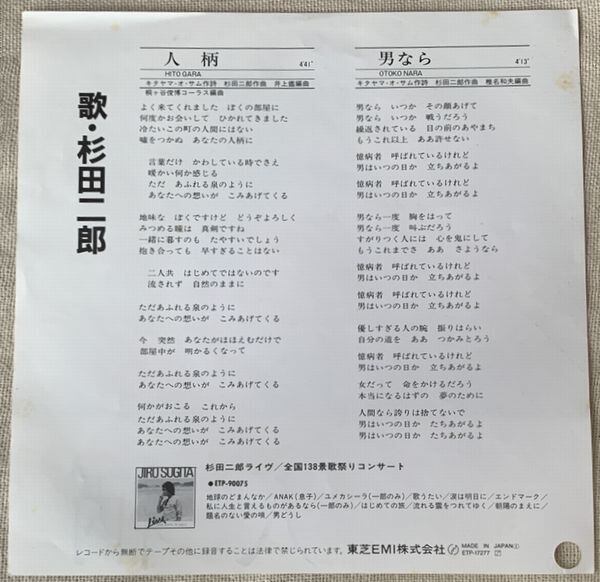 歌・杉田二郎
人柄
HITO GARA
4'41"
キタヤマ・オ・サム作詩 杉田二郎作曲 井上鑑編曲
桐ヶ谷俊博コーラス編曲
よく来てくれました ぼくの部屋に
何度かお会いして ひかれてきました
冷たいこの町の人間にはない
嘘をつかぬ あなたの人柄に
言葉だけ かわしている時でさえ
暖かい何か感じる
ただ あふれる泉のように
あなたへの想いが こみあげてくる
地味な ぼくですけど どうぞよろしく
みつめる瞳は 真剣ですね
一緒に暮すのも たやすいでしょう
抱き合っても 早すぎることはない
二人共 はじめてではないのです
流されず 自然のままに
ただあふれる泉のように
あなたへの想いが こみあげてくる
今 突然 あなたがほほえむだけで
部屋中が 明かるくなって
ただあふれる泉のように
あなたへの想いが こみあげてくる
何かがおこる これから
ただあふれる泉のように
あなたへの想いが こみあげてくる
あなたへの想いが こみあげてくる
男なら
OTOKO NARA
4'13"
キタヤマ・オ・サム作詩 杉田二郎作曲 椎名和夫編曲
男なら いつか その顔あげて
男なら いつか 戦うだろう
繰返されている 目の前のあやまち
もうこれ以上 ああ許せない
臆病者 呼ばれているけれど
男はいつの日か 立ちあがるよ
臆病者 呼ばれているけれど
男はいつの日か 立ちあがるよ
男なら一度 胸をはって
男なら一度 叫ぶだろう
すがりつく人には 心を鬼にして
もうこれまでさ ああ さようなら
臆病者 呼ばれているけれど
男はいつの日か 立ちあがるよ
臆病者 呼ばれているけれど
男はいつの日か 立ちあがるよ
優しすぎる人の腕 振りはらい
自分の道を ああ つかみとろう
臆病者 呼ばれているけれど
男はいつの日か 立ちあがるよ
女だって 命をかけるだろう
本当になるはずの 夢のために
人間なら誇りは捨てないで
男はいつの日か たちあがるよ
男はいつの日か たちあがるよ
JIRO SUGITA
Live
杉田二郎ライヴ/全国138景歌祭りコンサート
●ETP-90075
地球のどまんなか/ANAK(息子)/ユメカシーラ(一部のみ)/歌うたい/涙は明日に/エンドマーク/
私に人生と言えるものがあるなら(一部のみ)/はじめての旅/流れる雲をつれてゆく/朝陽のまえに/
題名のない愛の唄/男どうし
レコードから無断でテープその他に録音することは法律で禁じられています。 東芝EMI株式会社
MADE IN JAPAN
ETP-17277